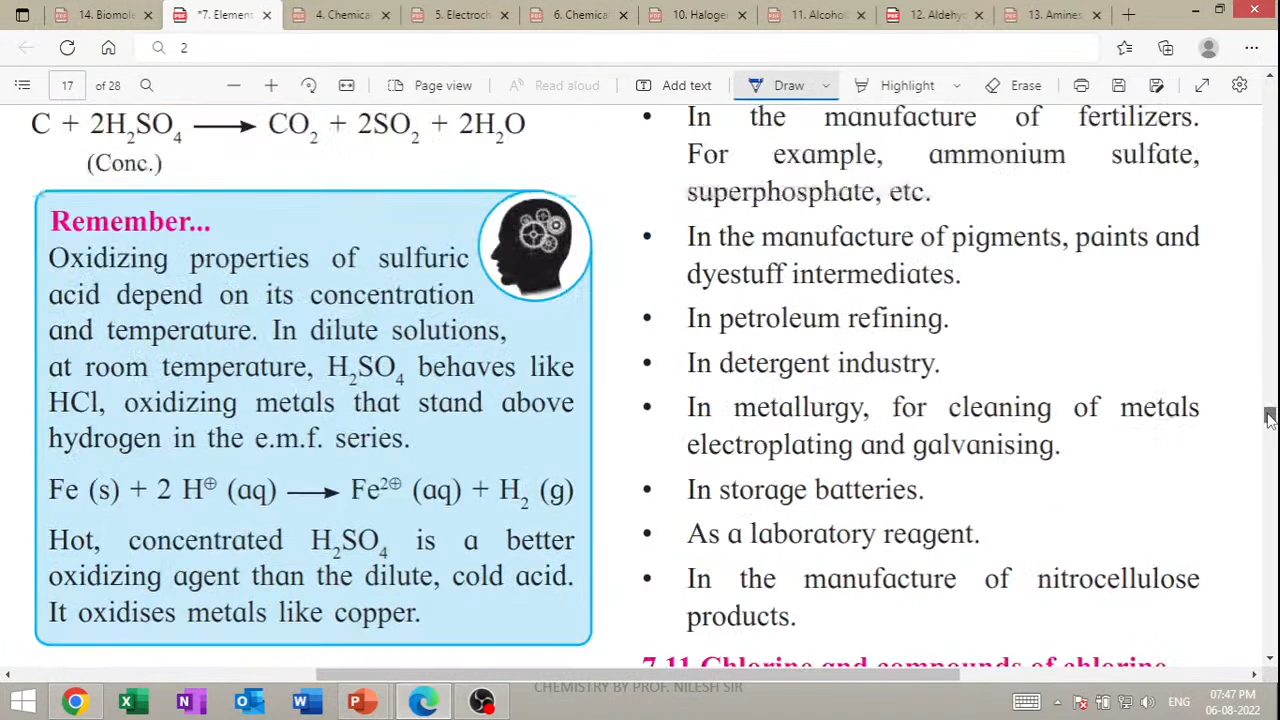 14. Biomole
*7. Element
4. Chemica
5. Electroch
6. Chemica
10. Halogen
11. Alcohol
12. Aldehy
13. Amines
2
17 of 28
Page view
Read aloud
Add text
Draw
Highlight
Erase
C + 2H₂SO₄ ⟶ CO₂ + 2SO₂ + 2H₂O
(Conc.)
Remember...
Oxidizing properties of sulfuric
acid depend on its concentration
and temperature. In dilute solutions,
at room temperature, H₂SO₄ behaves like
HCl, oxidizing metals that stand above
hydrogen in the e.m.f. series.
Fe (s) + 2 H⊕ (aq) ⟶ Fe²⊕ (aq) + H₂ (g)
Hot, concentrated H₂SO₄ is a better
oxidizing agent than the dilute, cold acid.
It oxidises metals like copper.
• In the manufacture of fertilizers.
For example, ammonium sulfate,
superphosphate, etc.
• In the manufacture of pigments, paints and
dyestuff intermediates.
• In petroleum refining.
• In detergent industry.
• In metallurgy, for cleaning of metals
electroplating and galvanising.
• In storage batteries.
• As a laboratory reagent.
• In the manufacture of nitrocellulose
products.
7.11 Chlorine and compounds of chlorine
CHEMISTRY BY PROF. NILESH SIR
ENG
07:47 PM
06-08-2022